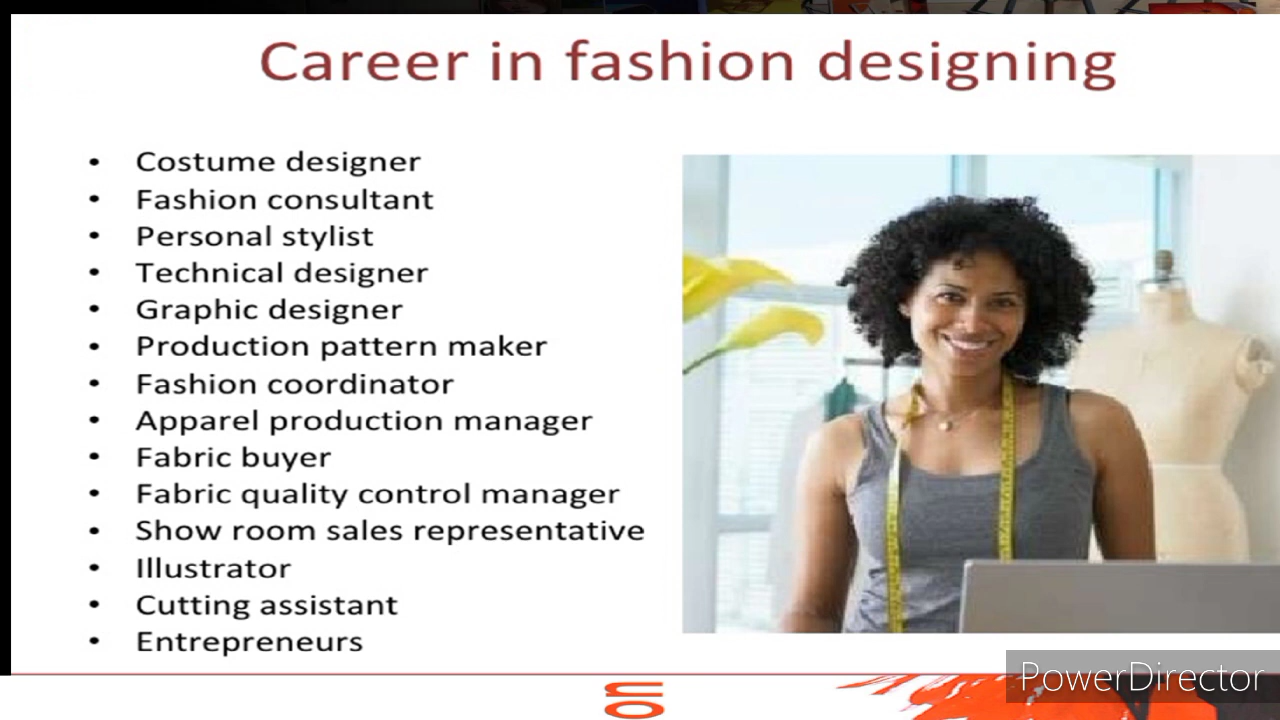 Career in fashion designing
• Costume designer
• Fashion consultant
• Personal stylist
• Technical designer
• Graphic designer
• Production pattern maker
• Fashion coordinator
• Apparel production manager
• Fabric buyer
• Fabric quality control manager
• Show room sales representative
• Illustrator
• Cutting assistant
• Entrepreneurs
PowerDirector